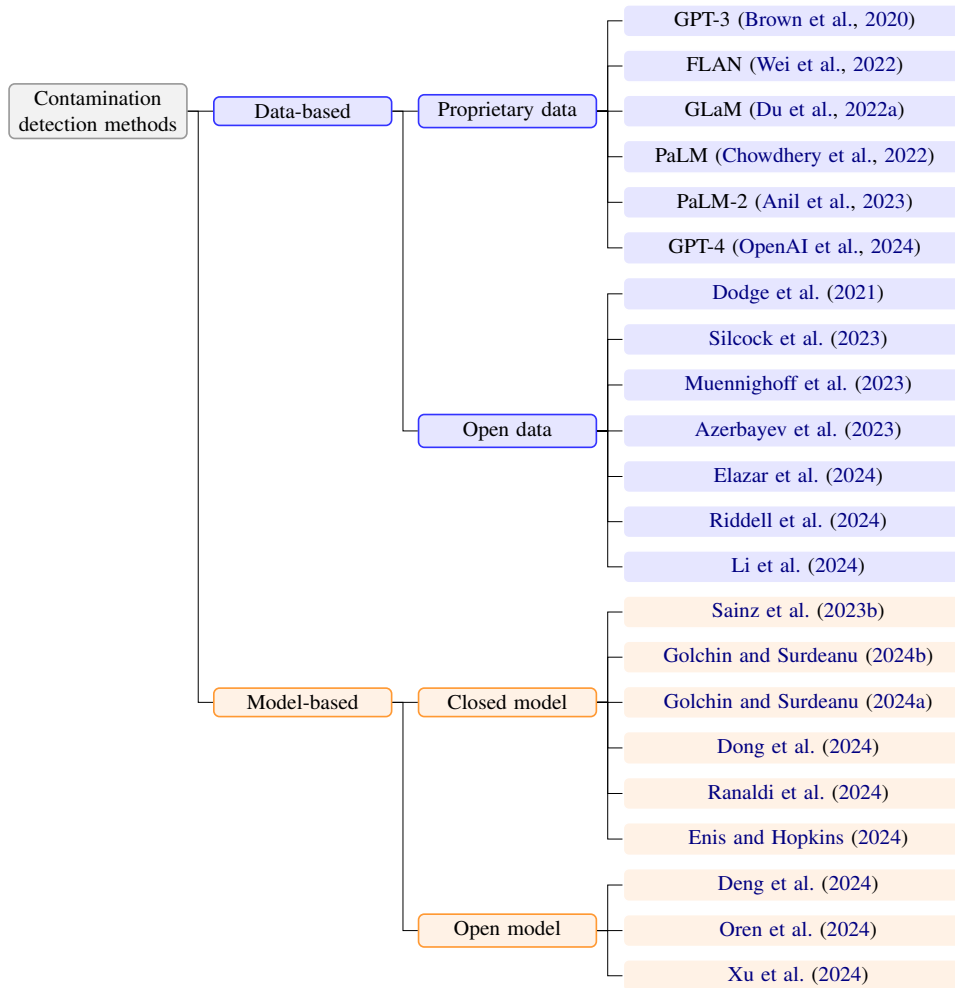 Contamination
detection methods
Data-based
Proprietary data
GPT-3 (Brown et al., 2020)
FLAN (Wei et al., 2022)
GLaM (Du et al., 2022a)
PaLM (Chowdhery et al., 2022)
PaLM-2 (Anil et al., 2023)
GPT-4 (OpenAI et al., 2024)
Open data
Dodge et al. (2021)
Silcock et al. (2023)
Muennighoff et al. (2023)
Azerbayev et al. (2023)
Elazar et al. (2024)
Riddell et al. (2024)
Li et al. (2024)
Model-based
Closed model
Sainz et al. (2023b)
Golchin and Surdeanu (2024b)
Golchin and Surdeanu (2024a)
Dong et al. (2024)
Ranaldi et al. (2024)
Enis and Hopkins (2024)
Open model
Deng et al. (2024)
Oren et al. (2024)
Xu et al. (2024)